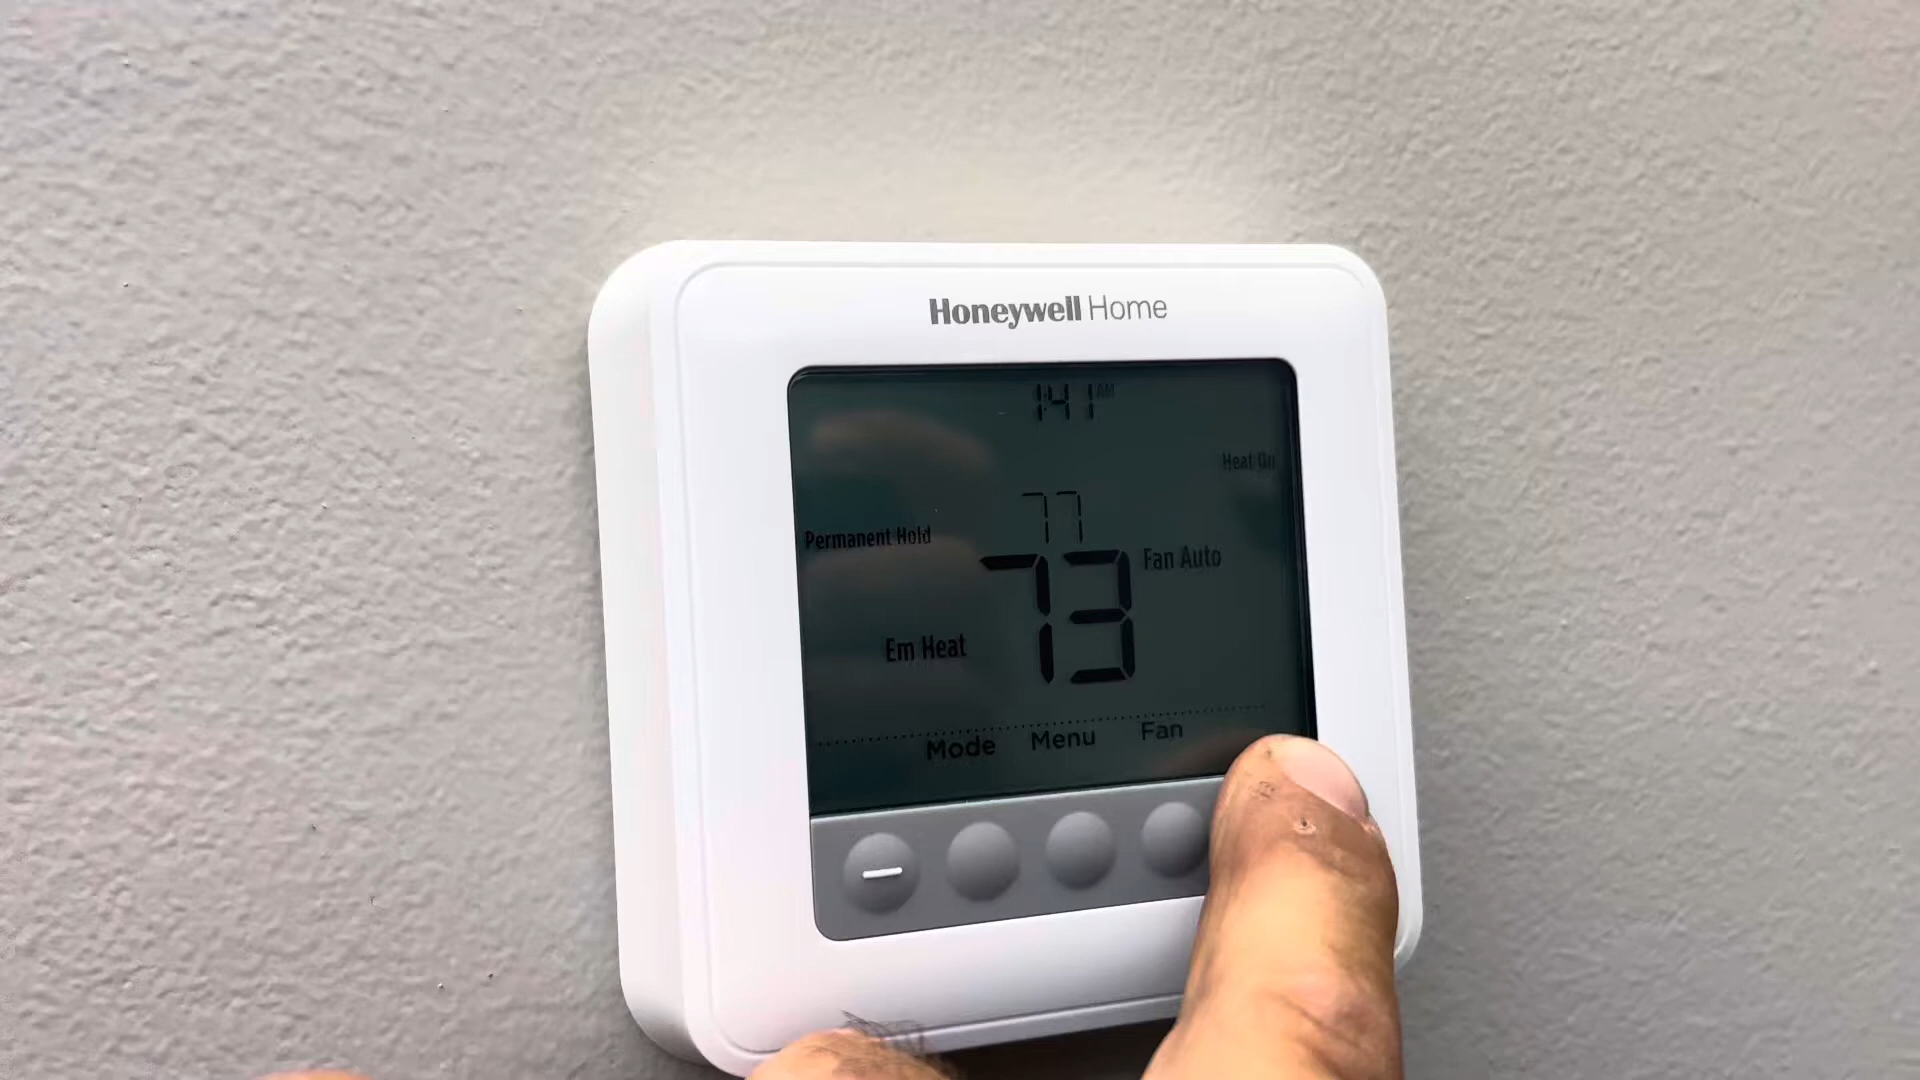 Honeywell Home
1:41 AM
Heat On
77
Permanent Hold
73
Fan Auto
Em Heat
Mode Menu Fan